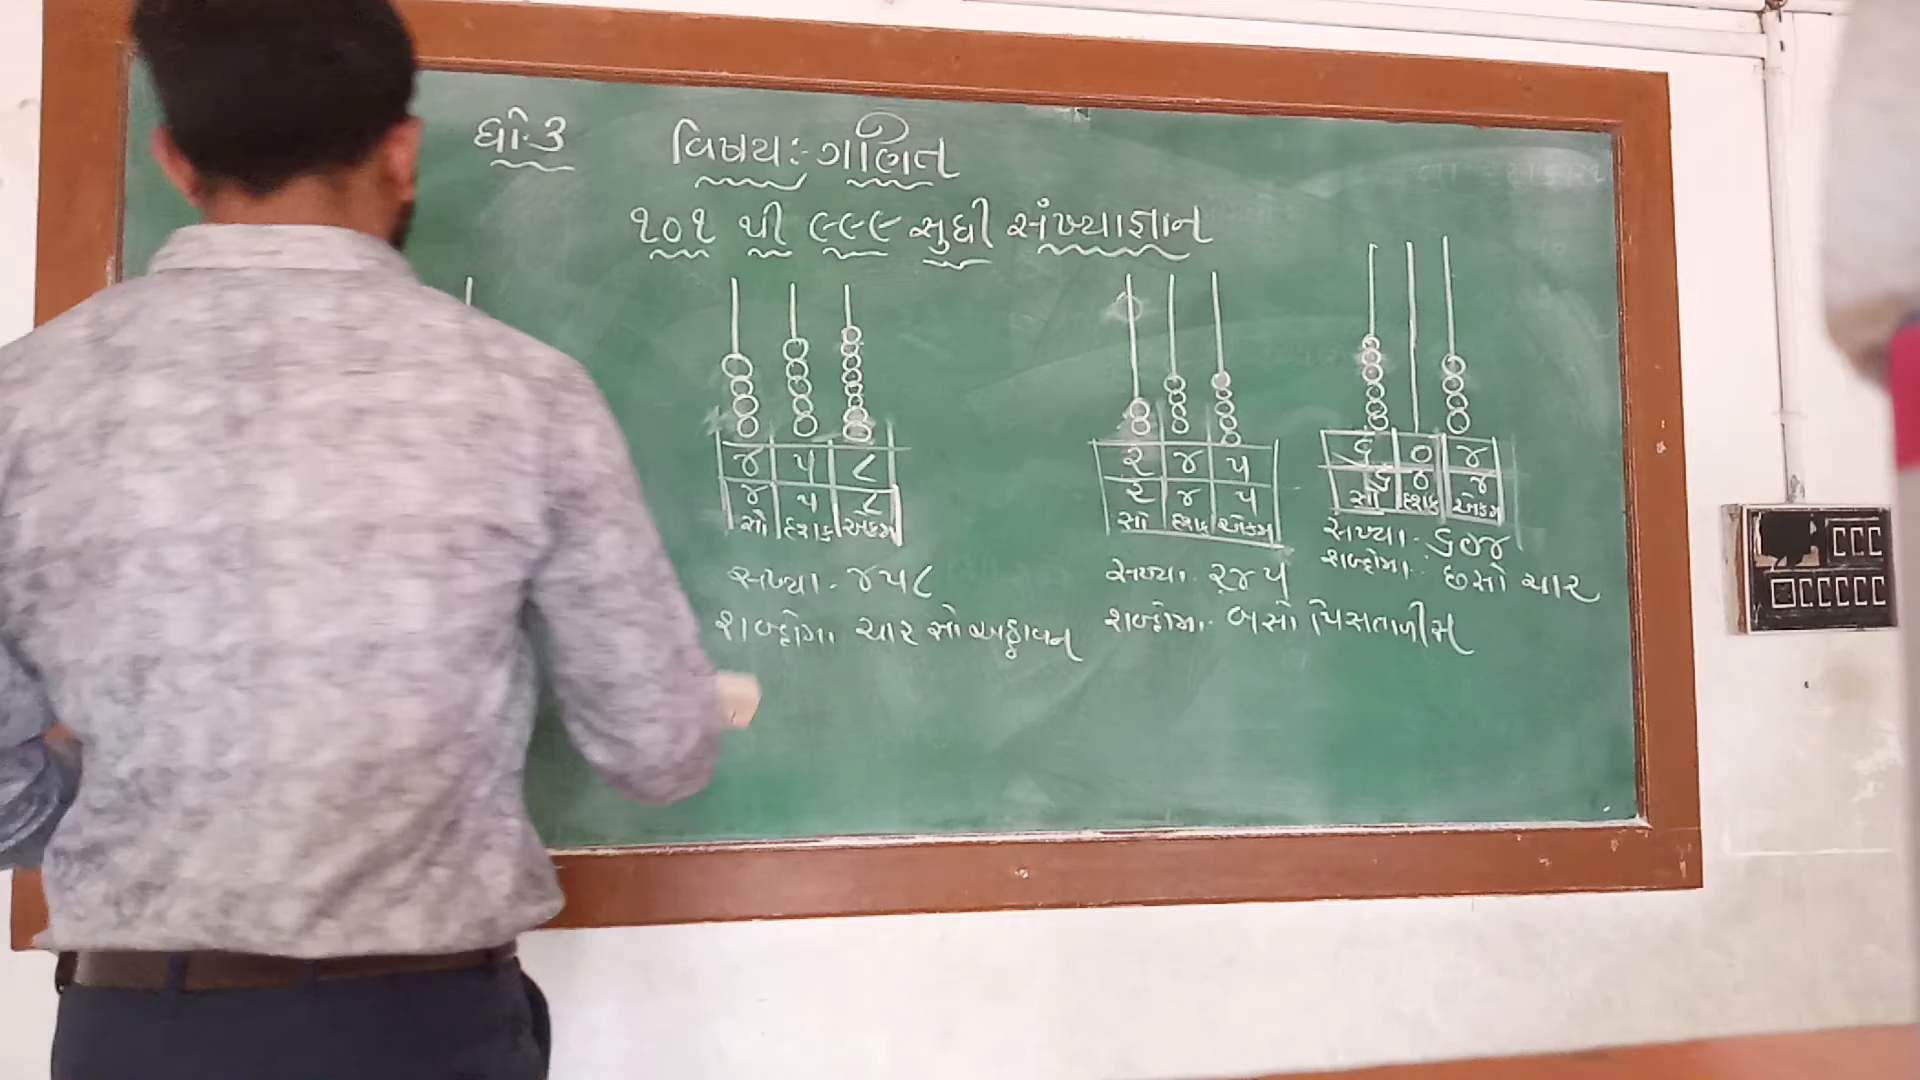 ધો.૩
વિષય:- ગણિત
૧૦૧ થી ૯૯૯ સુધી સંખ્યાજ્ઞાન
૪ ૫ ૮
૪ ૫ ૮
સો દશક એકમ
સંખ્યા - ૪૫૮
શબ્દોમાં ચાર સો અઠ્ઠાવન
૨ ૪ ૫
૨ ૪ ૫
સો દશક એકમ
સંખ્યા - ૨૪૫
શબ્દોમાં - બસો પિસતાળીસ
૬ ૦ ૪
૬ ૦ ૪
સો દશક એકમ
સંખ્યા - ૬૦૪
શબ્દોમાં - છસો ચાર